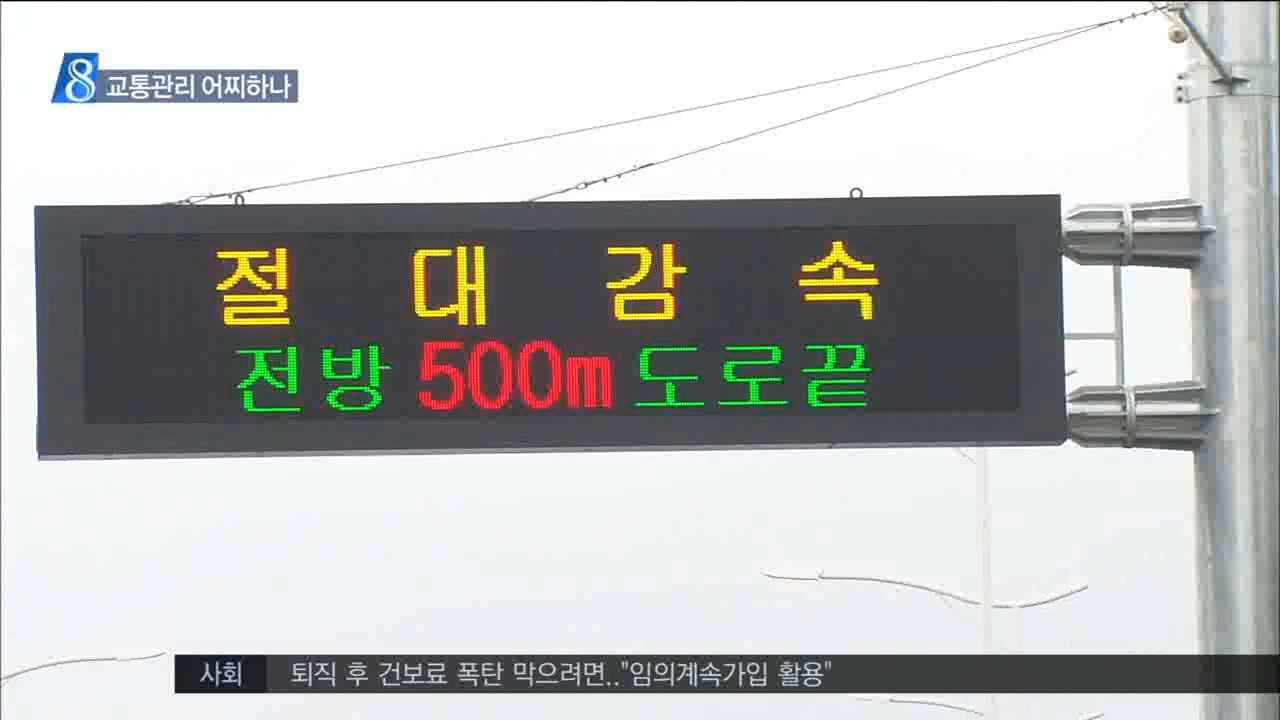 8 교통관리 어찌하나
절 대 감 속
전방 500m 도로끝
사회 퇴직 후 건보료 폭탄 막으려면.."임의계속가입 활용"